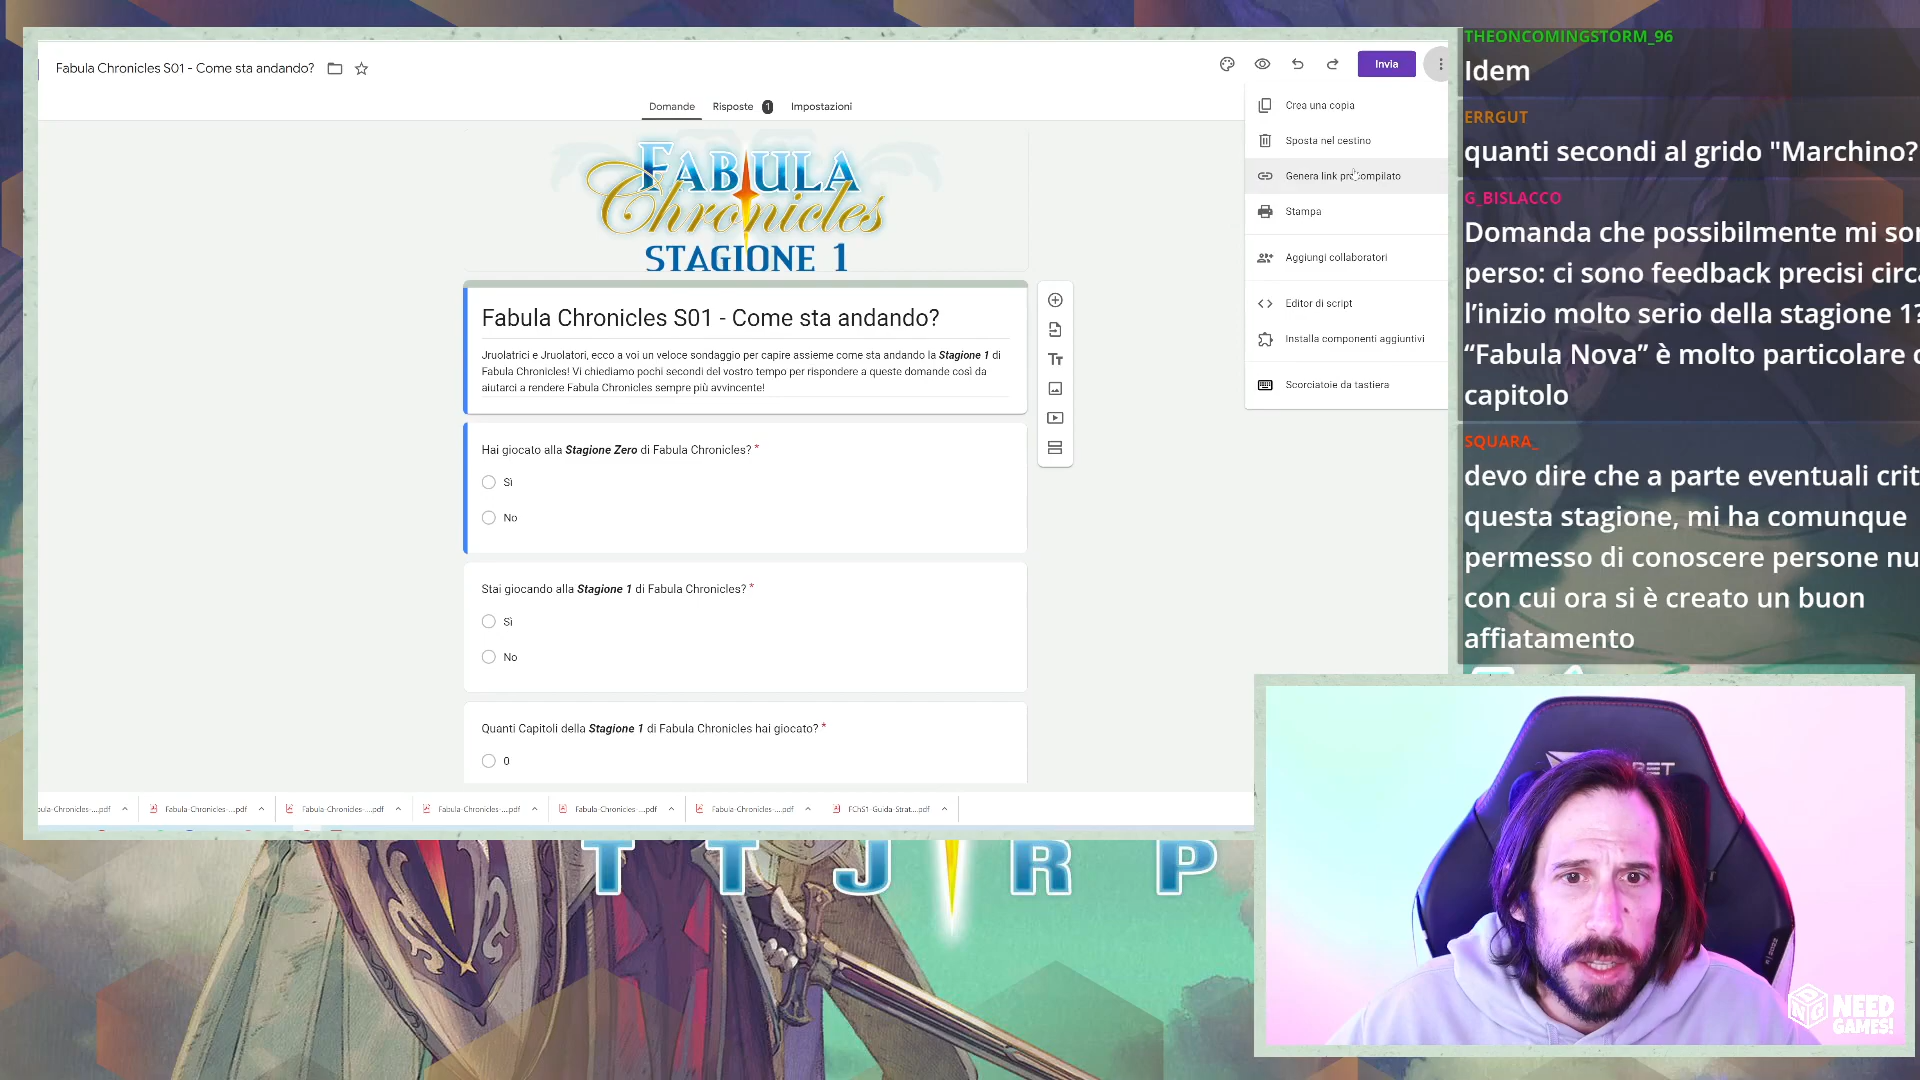 Fabula Chronicles S01 - Come sta andando?
Invia
Domande
Risposte 1
Impostazioni
Crea una copia
Sposta nel cestino
Genera link precompilato
Stampa
Aggiungi collaboratori
Editor di script
Installa componenti aggiuntivi
Scorciatoie da tastiera
FABULA
Chronicles
STAGIONE 1
Fabula Chronicles S01 - Come sta andando?
Jruolatrici e Jruolatori, ecco a voi un veloce sondaggio per capire assieme come sta andando la Stagione 1 di
Fabula Chronicles! Vi chiediamo pochi secondi del vostro tempo per rispondere a queste domande così da
aiutarci a rendere Fabula Chronicles sempre più avvincente!
Hai giocato alla Stagione Zero di Fabula Chronicles? *
Sì
No
Stai giocando alla Stagione 1 di Fabula Chronicles? *
Sì
No
Quanti Capitoli della Stagione 1 di Fabula Chronicles hai giocato? *
0
bula-Chronicles-....pdf
Fabula-Chronicles-....pdf
Fabula-Chronicles-....pdf
Fabula-Chronicles-....pdf
Fabula-Chronicles-....pdf
Fabula-Chronicles-....pdf
FChS1-Guida-Strat....pdf
THEONCOMINGSTORM_96
Idem
ERRGUT
quanti secondi al grido "Marchino?
G_BISLACCO
Domanda che possibilmente mi son
perso: ci sono feedback precisi circa
l’inizio molto serio della stagione 1?
“Fabula Nova” è molto particolare c
capitolo
SQUARA_
devo dire che a parte eventuali crit
questa stagione, mi ha comunque
permesso di conoscere persone nu
con cui ora si è creato un buon
affiatamento
T T J R P
NEED
GAMES!